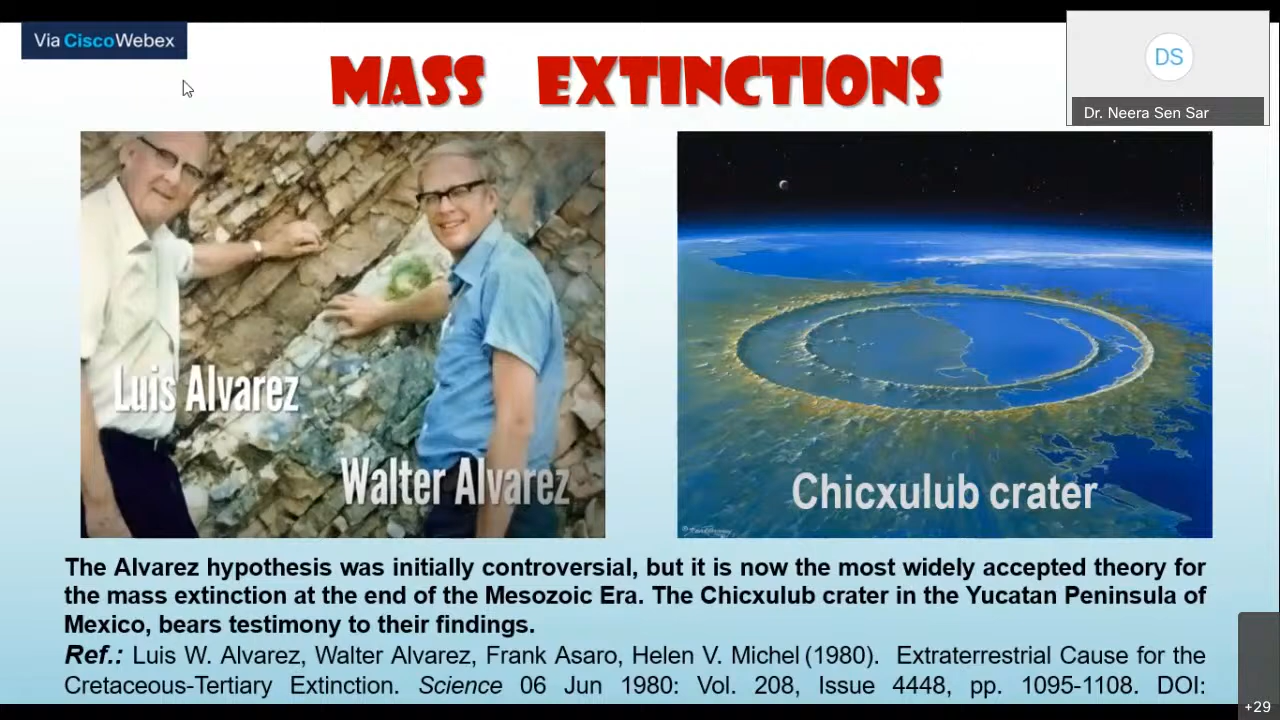 Via CiscoWebex
MASS EXTINCTIONS
DS
Dr. Neera Sen Sar
Luis Alvarez
Walter Alvarez
Chicxulub crater
The Alvarez hypothesis was initially controversial, but it is now the most widely accepted theory for
the mass extinction at the end of the Mesozoic Era. The Chicxulub crater in the Yucatan Peninsula of
Mexico, bears testimony to their findings.
Ref.: Luis W. Alvarez, Walter Alvarez, Frank Asaro, Helen V. Michel (1980). Extraterrestrial Cause for the
Cretaceous-Tertiary Extinction. Science 06 Jun 1980: Vol. 208, Issue 4448, pp. 1095-1108. DOI:
+29